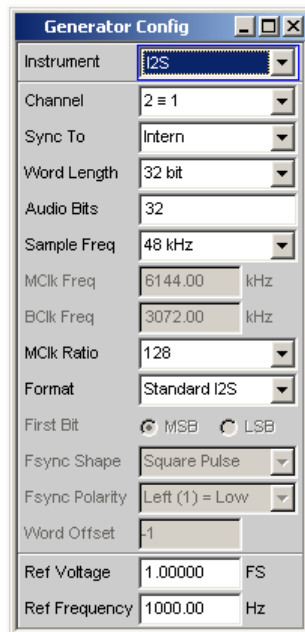 Generator Config
Instrument I2S
Channel 2 ≡ 1
Sync To Intern
Word Length 32 bit
Audio Bits 32
Sample Freq 48 kHz
MClk Freq 6144.00 kHz
BClk Freq 3072.00 kHz
MClk Ratio 128
Format Standard I2S
First Bit MSB LSB
Fsync Shape Square Pulse
Fsync Polarity Left (1) = Low
Word Offset -1
Ref Voltage 1.00000 FS
Ref Frequency 1000.00 Hz